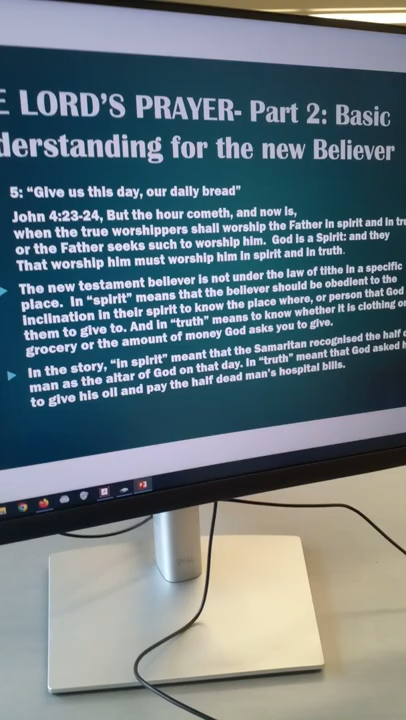 E LORD'S PRAYER- Part 2: Basic
derstanding for the new Believer
5: “Give us this day, our daily bread”
John 4:23-24, But the hour cometh, and now is,
when the true worshippers shall worship the Father in spirit and in tru
or the Father seeks such to worship him. God is a Spirit: and they
That worship him must worship him in spirit and in truth.
The new testament believer is not under the law of tithe in a specific
place. In “spirit” means that the believer should be obedient to the
inclination in their spirit to know the place where, or person that God
them to give to. And in “truth” means to know whether it is clothing or
grocery or the amount of money God asks you to give.
In the story, “in spirit” meant that the Samaritan recognised the half d
man as the altar of God on that day. In “truth” meant that God asked h
to give his oil and pay the half dead man's hospital bills.